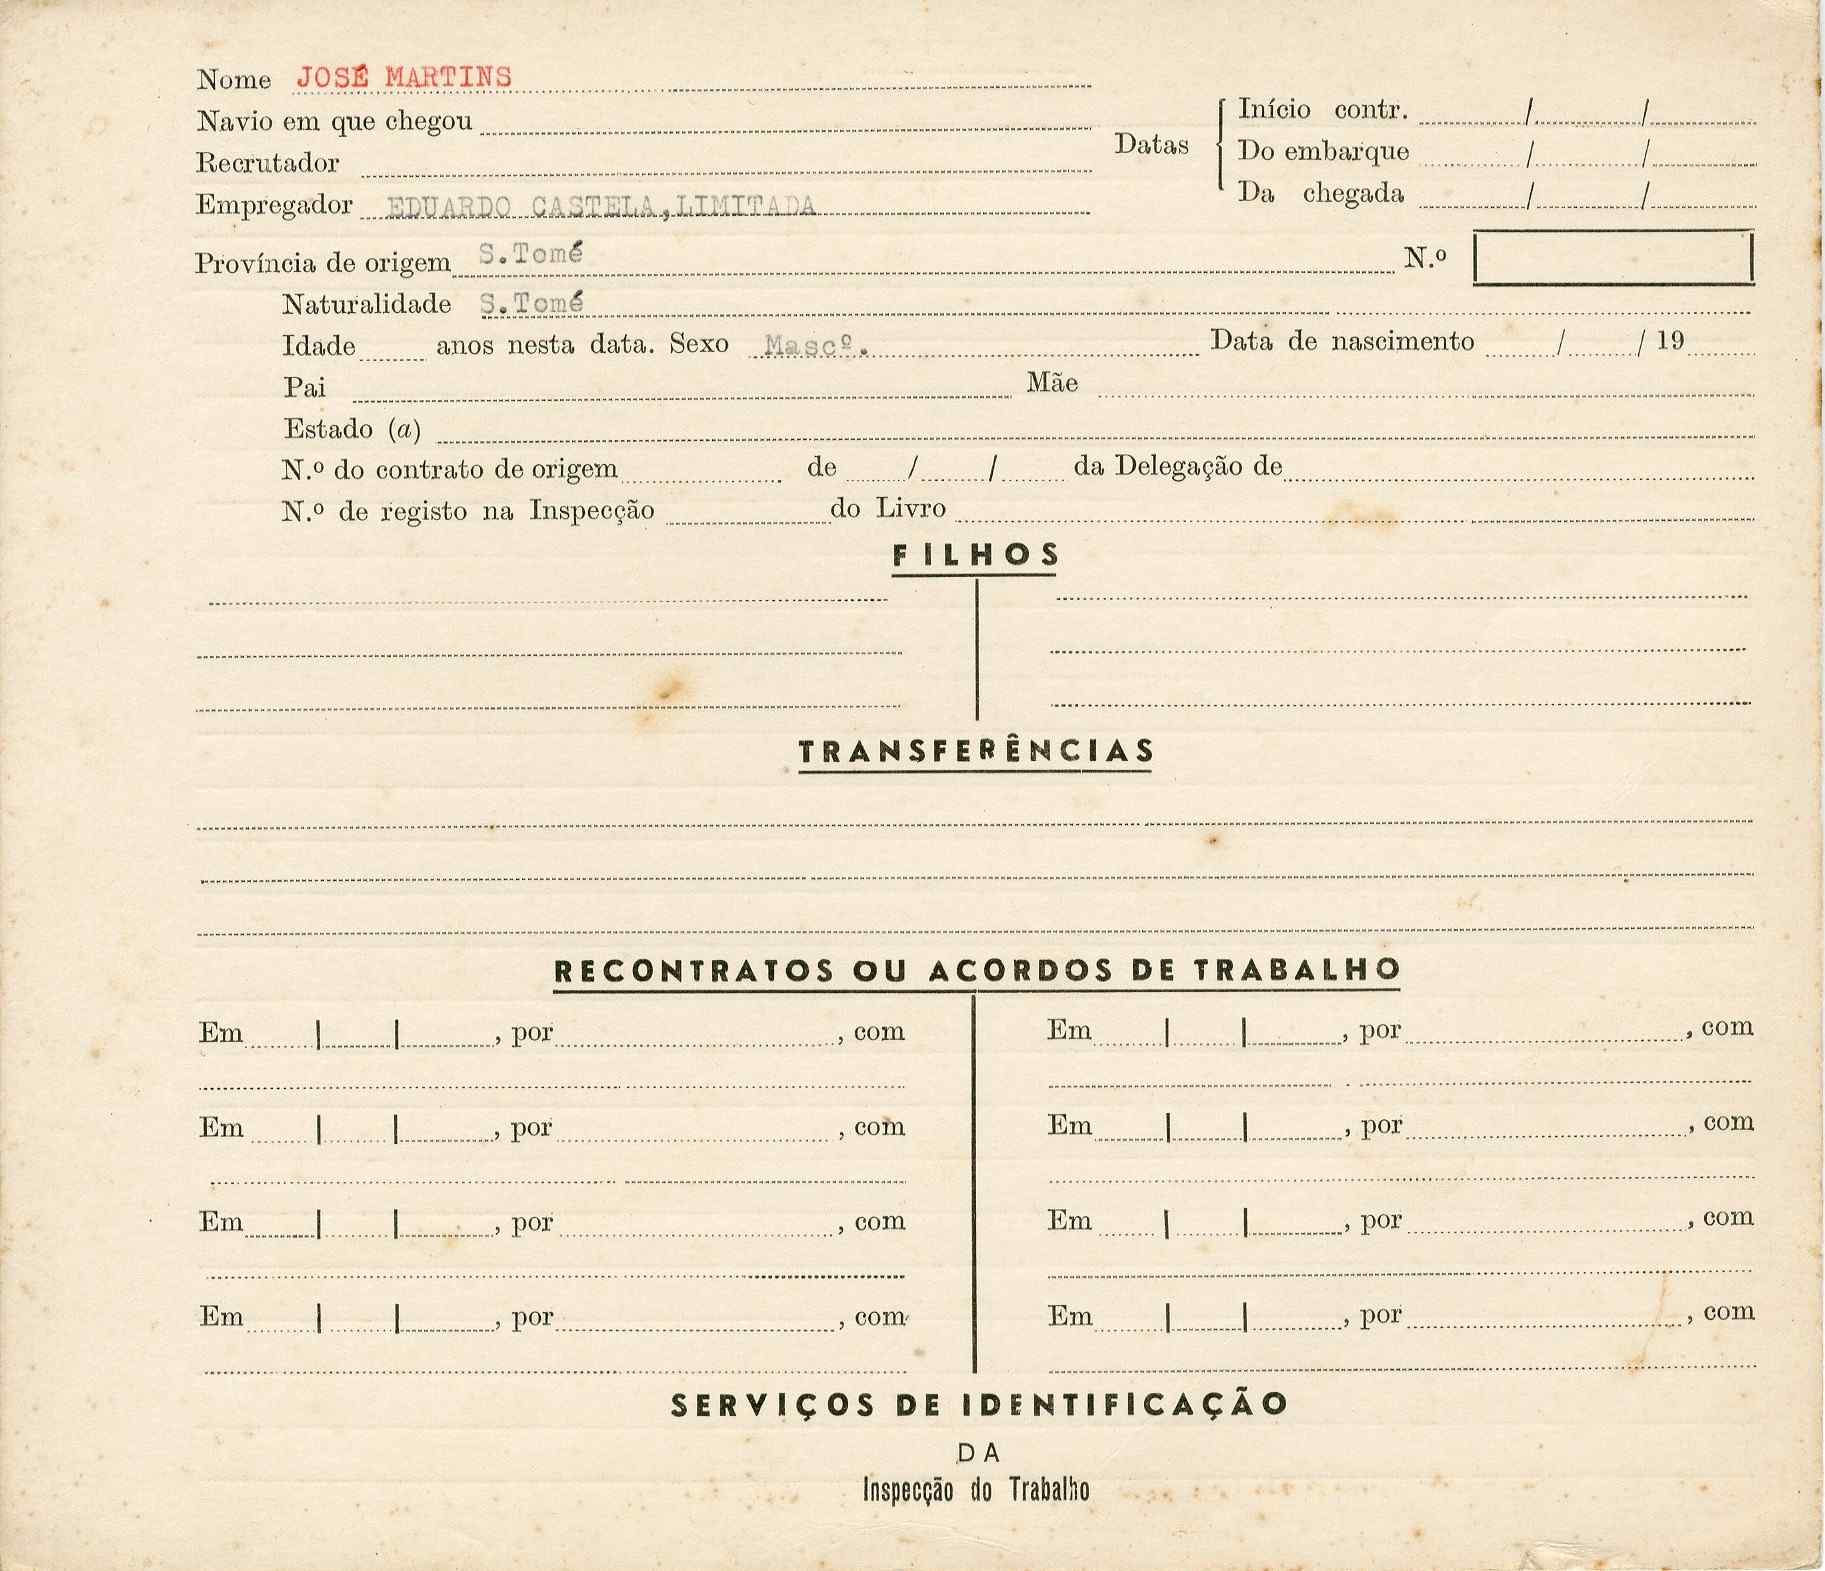 Nome JOSÉ MARTINS
Navio em que chegou
Recrutador
Empregador EDUARDO CASTELA,LIMITADA
Datas
Início contr. / /
Do embarque / /
Da chegada / /
Província de origem S.Tomé N.º
Naturalidade S.Tomé
Idade anos nesta data. Sexo Mascº. Data de nascimento / / 19
Pai Mãe
Estado (a)
N.º do contrato de origem de / / da Delegação de
N.º de registo na Inspecção do Livro
FILHOS
TRANSFERÊNCIAS
RECONTRATOS OU ACORDOS DE TRABALHO
Em | | , por , com Em | | , por , com
Em | | , por , com Em | | , por , com
Em | | , por , com Em | | , por , com
Em | | , por , com Em | | , por , com
SERVIÇOS DE IDENTIFICAÇÃO
DA
Inspecção do Trabalho